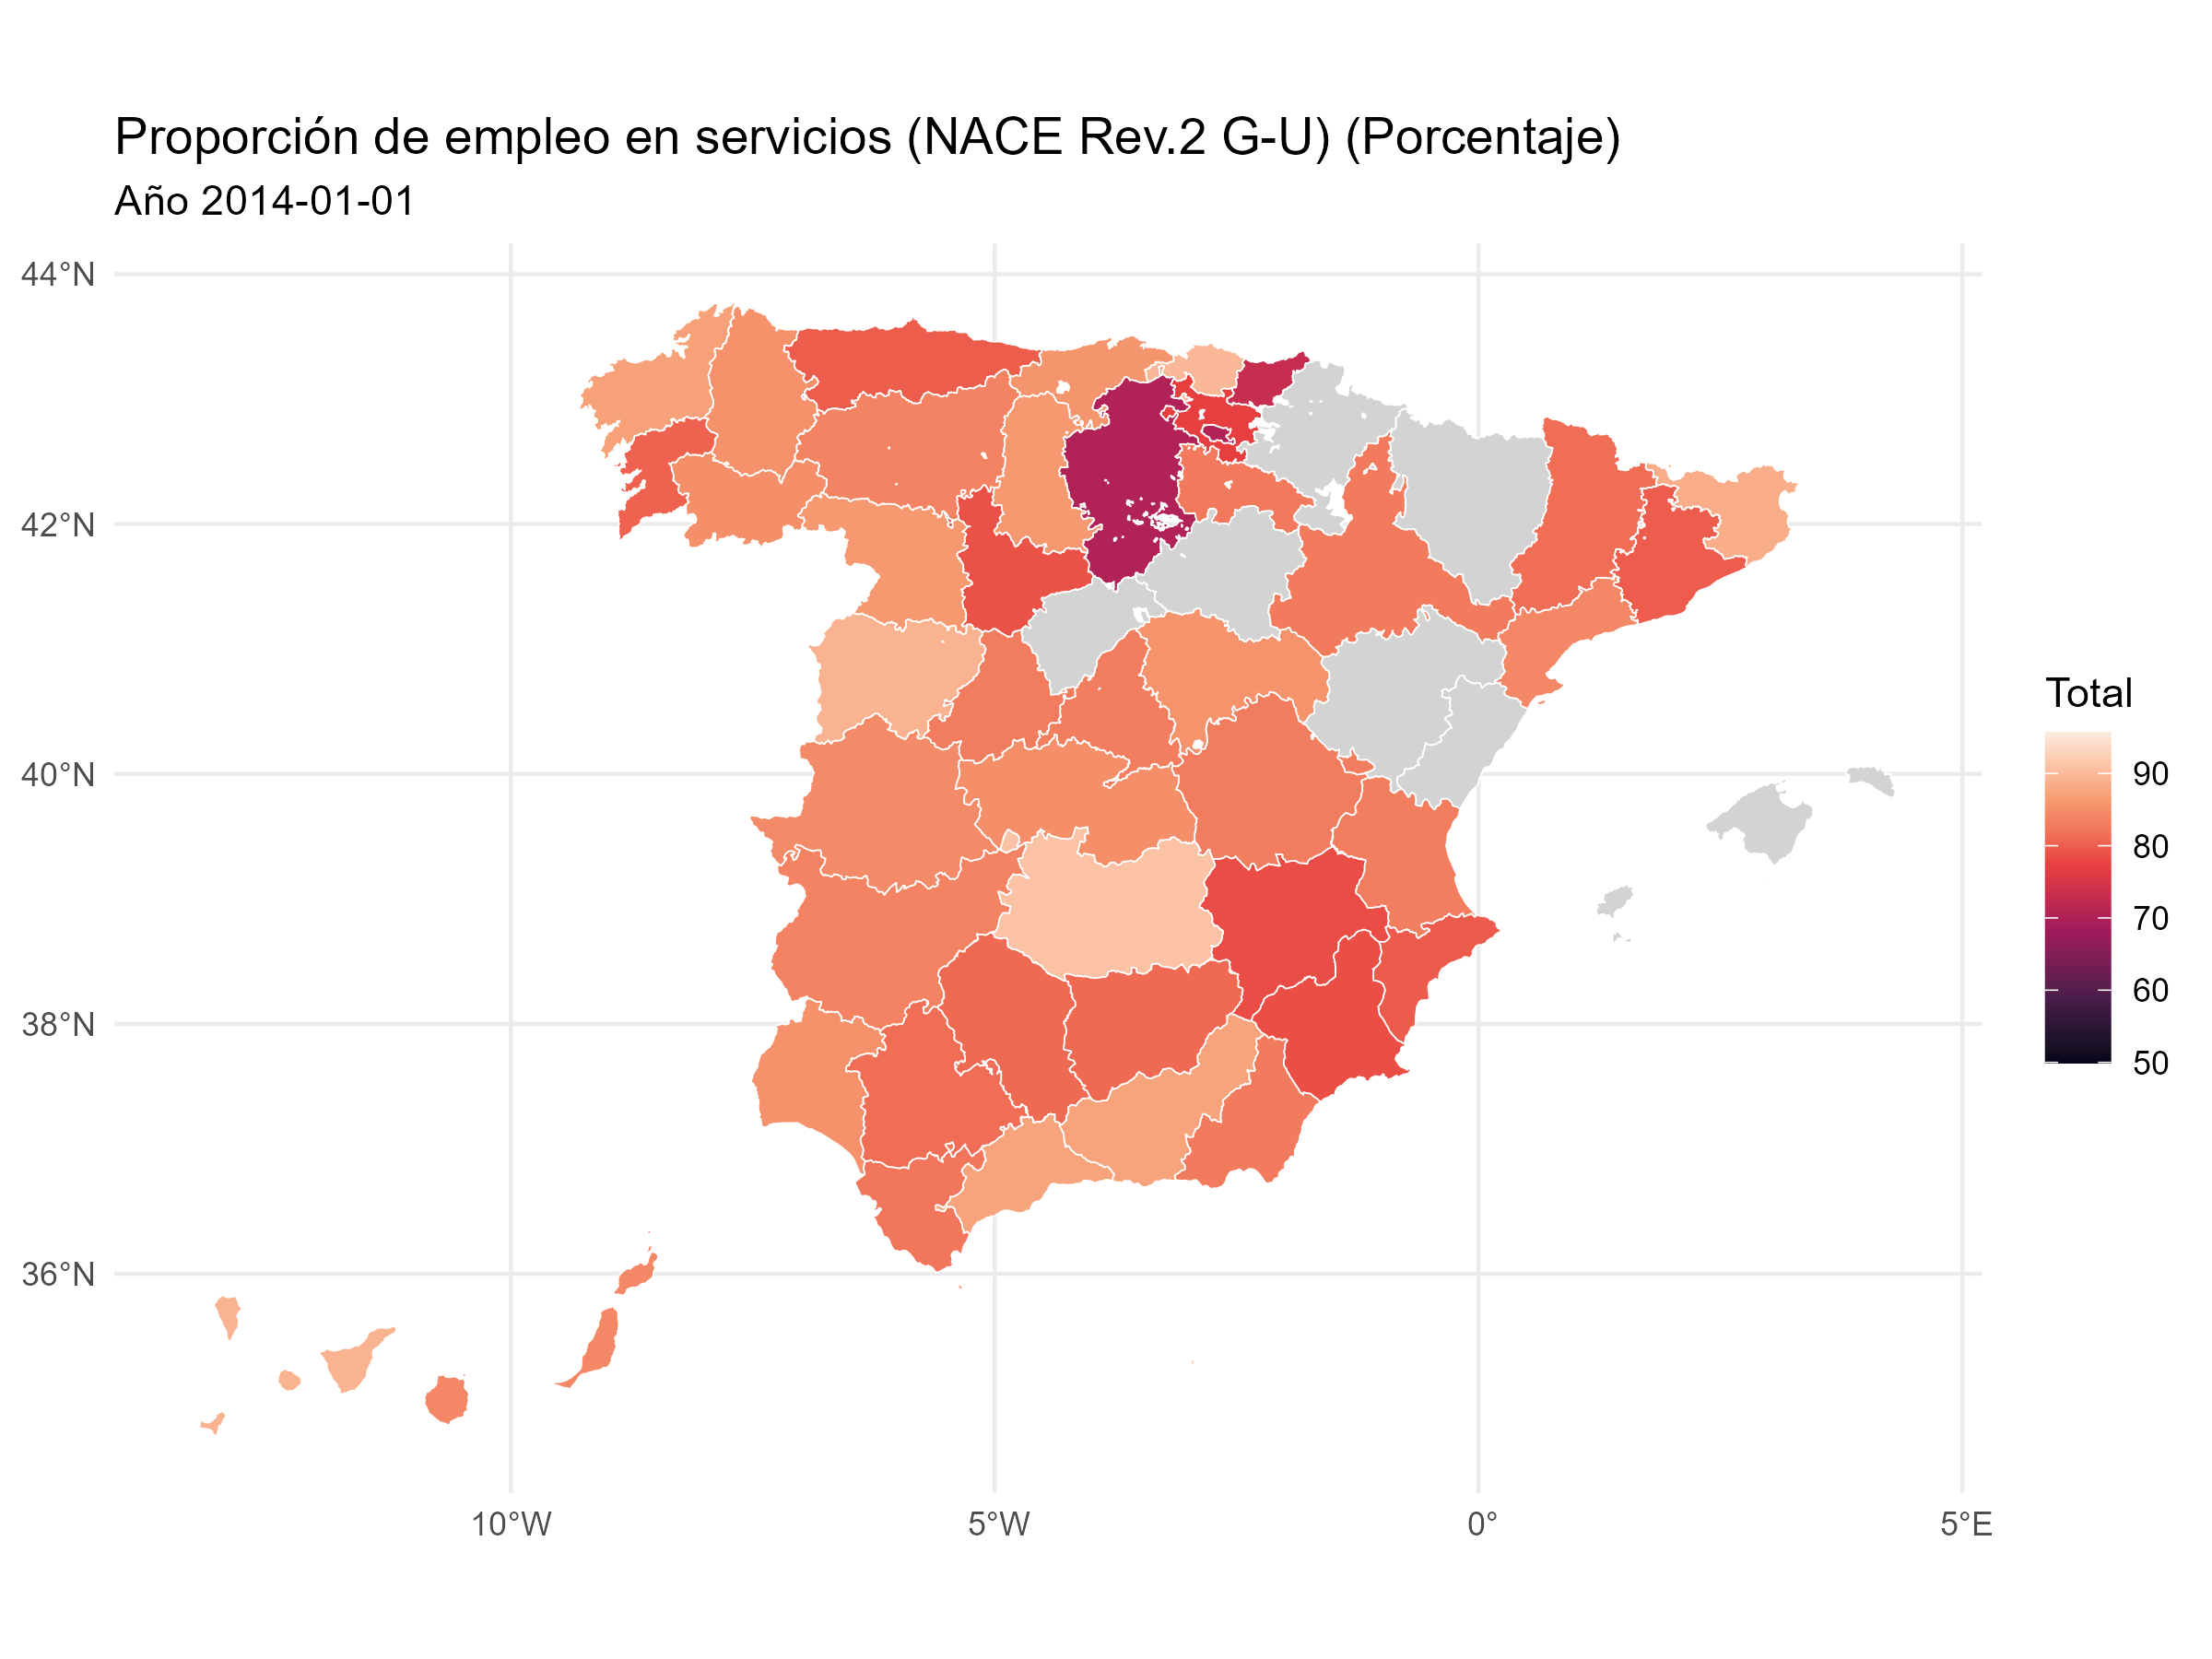 Proporción de empleo en servicios (NACE Rev.2 G-U) (Porcentaje)
Año 2014-01-01
44°N
42°N
40°N
38°N
36°N
10°W
5°W
0°
5°E
Total
90
80
70
60
50